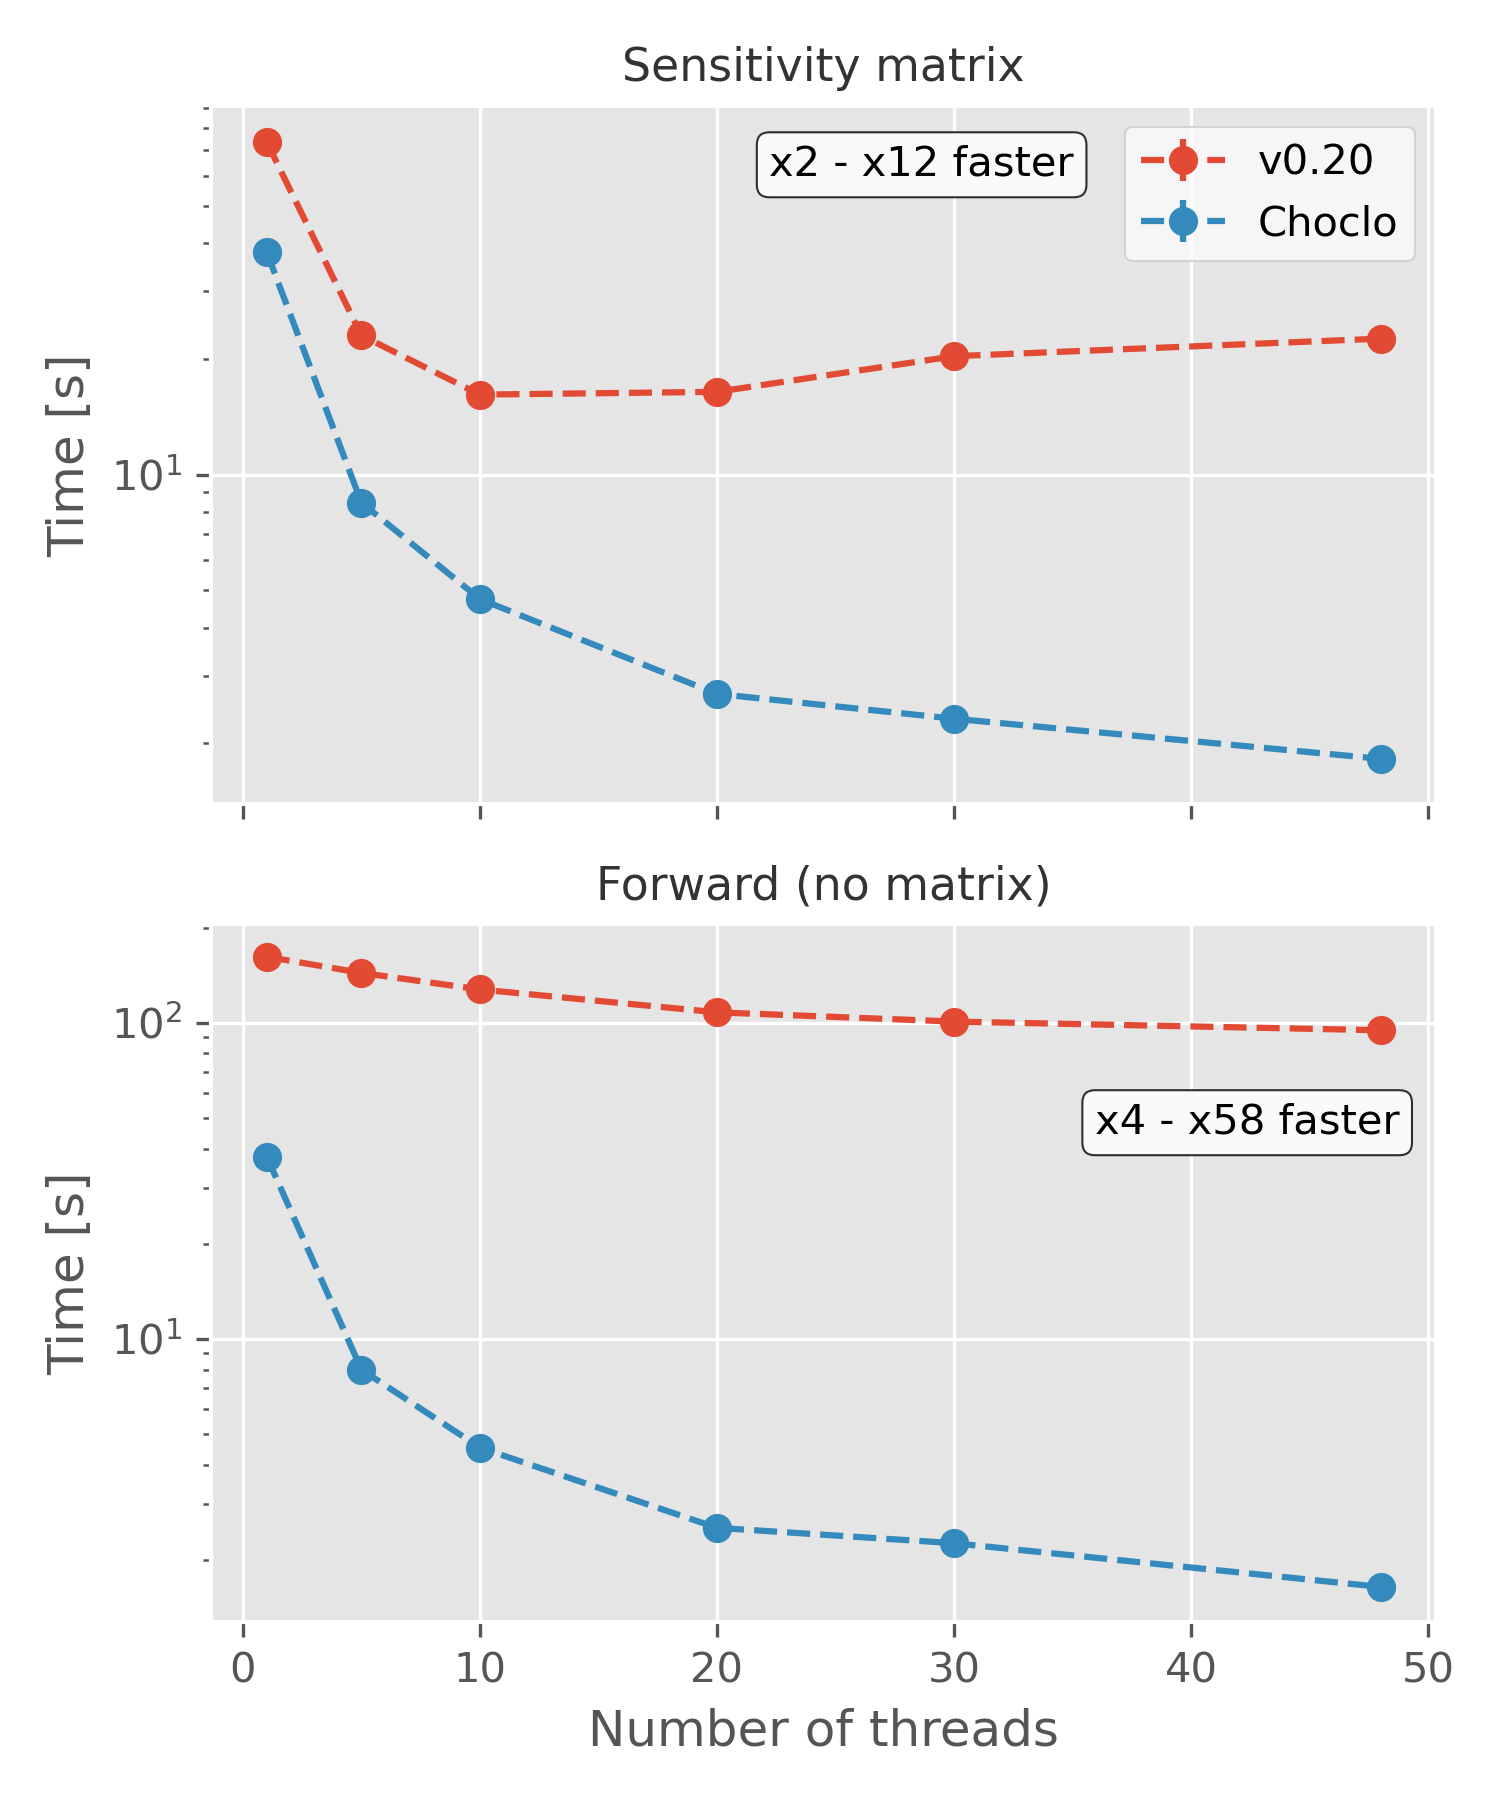 Sensitivity matrix
x2 - x12 faster
v0.20
Choclo
Time [s]
10¹
Forward (no matrix)
10²
x4 - x58 faster
Time [s]
10¹
0 10 20 30 40 50
Number of threads